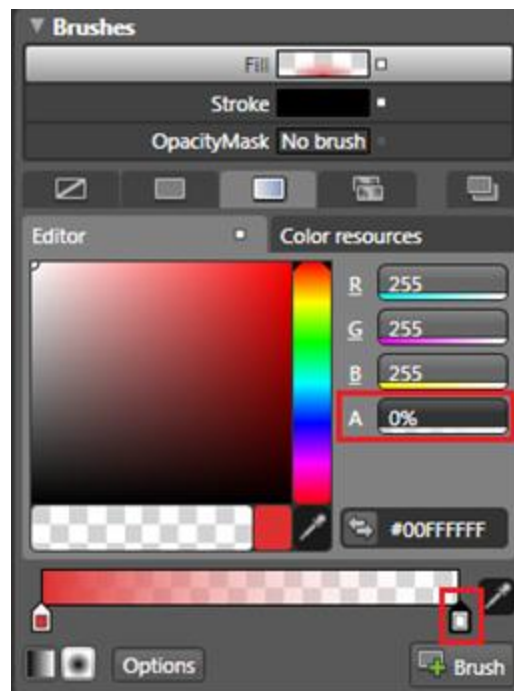 Brushes
Fill
Stroke
OpacityMask No brush
Editor Color resources
R 255
G 255
B 255
A 0%
#00FFFFFF
Options Brush